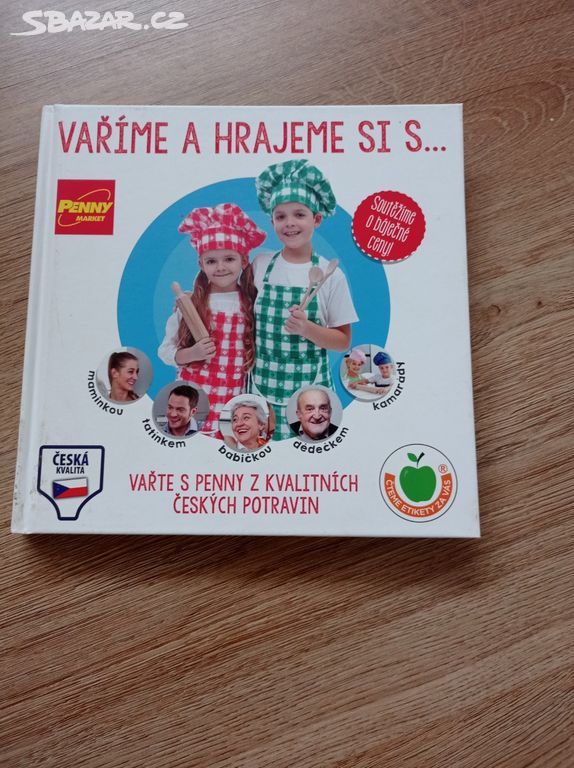 SBAZAR.CZ
VAŘÍME A HRAJEME SI S...
PENNY
MARKET
Soutěžíme
o báječné
ceny!
maminkou
tatínkem
babičkou
dědečkem
kamarády
ČESKÁ
KVALITA
VAŘTE S PENNY Z KVALITNÍCH
ČESKÝCH POTRAVIN
®
ČTEME ETIKETY ZA VÁS